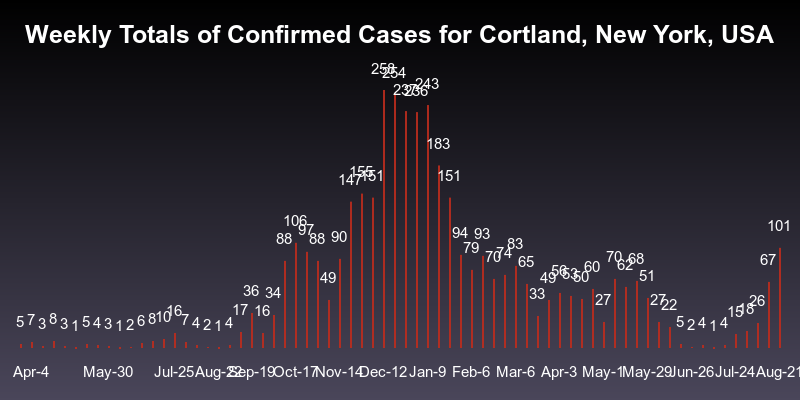 Weekly Totals of Confirmed Cases for Cortland, New York, USA
5 7 3 8 3 1 5 4 3 1 2 6 8 10 16 7 4 2 1 4 17 36 16 34 88 106 97 88 49 90 147 155 151 259 254 237 236 243 183 151 94 79 93 70 74 83 65 33 49 56 53 50 60 27 70 62 68 51 27 22 5 2 4 1 4 15 18 26 67 101
Apr-4 May-30 Jul-25 Aug-22 Sep-19 Oct-17 Nov-14 Dec-12 Jan-9 Feb-6 Mar-6 Apr-3 May-1 May-29 Jun-26 Jul-24 Aug-21